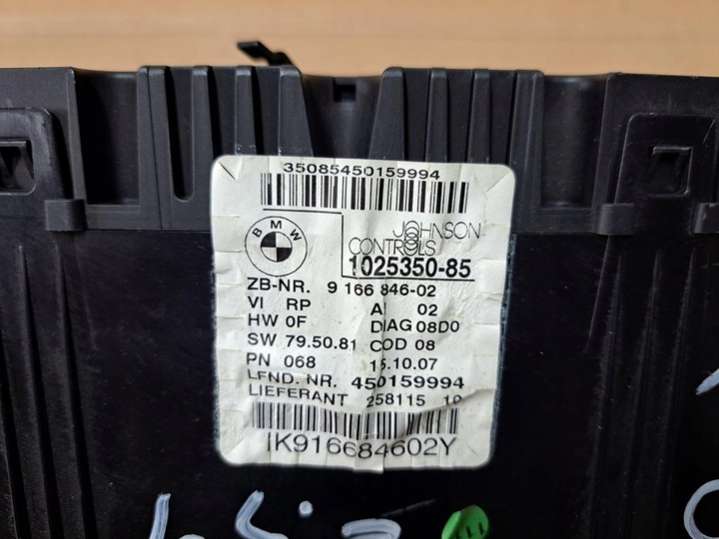 35085450159994
BMW
JOHNSON
CONTROLS
1025350-85
ZB-NR. 9 166 846-02
VI RP AI 02
HW 0F DIAG 08D0
SW 79.50.81 COD 08
PN 068 15.10.07
LFND. NR. 450159994
LIEFERANT 258115 10
IK916684602Y